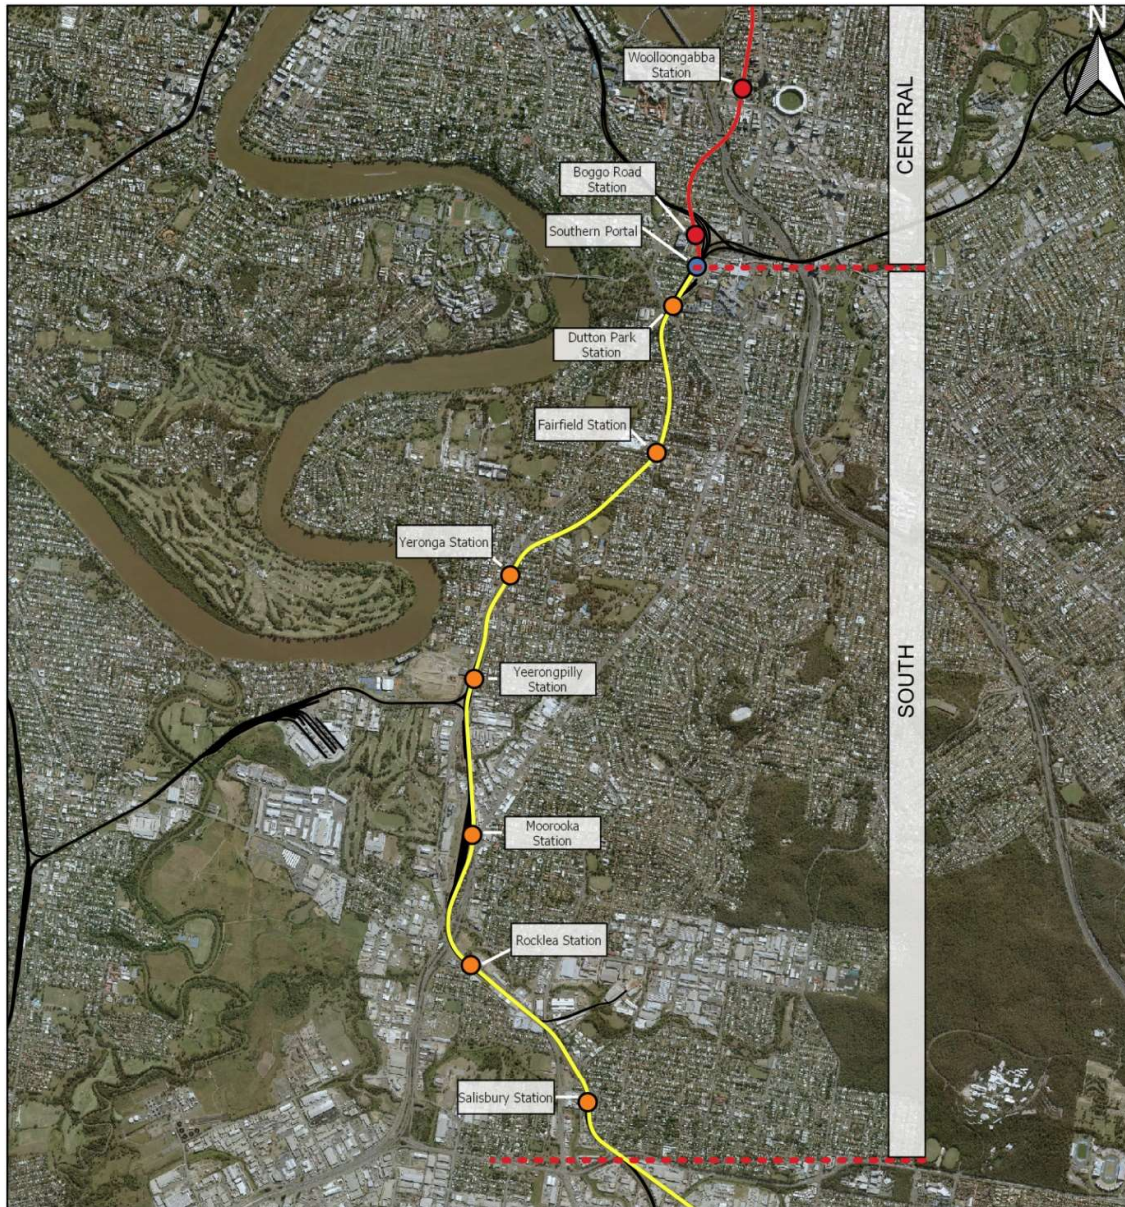 N
Woolloongabba
Station
CENTRAL
Boggo Road
Station
Southern Portal
Dutton Park
Station
Fairfield Station
Yeronga Station
SOUTH
Yeerongpilly
Station
Moorooka
Station
Rocklea Station
Salisbury Station